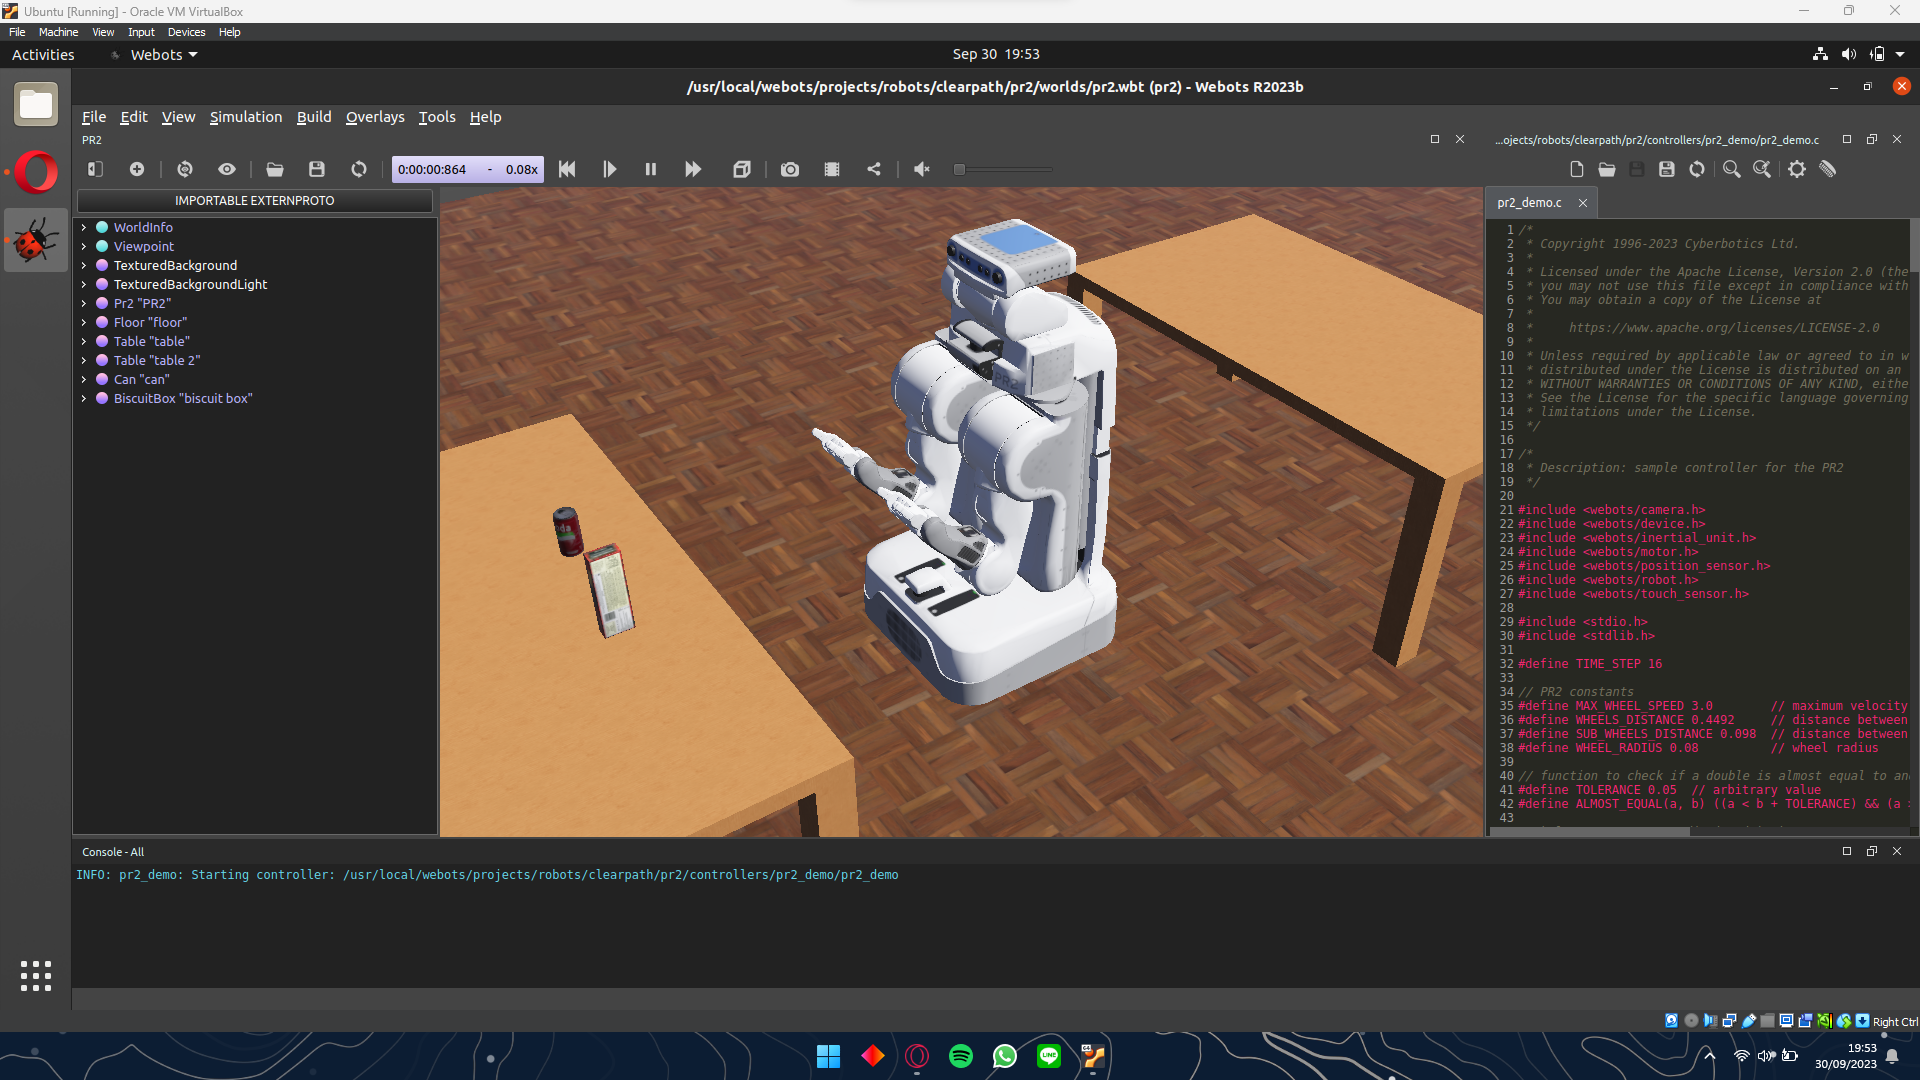 Ubuntu [Running] - Oracle VM VirtualBox
File Machine View Input Devices Help
Activities Webots Sep 30 19:53
/usr/local/webots/projects/robots/clearpath/pr2/worlds/pr2.wbt (pr2) - Webots R2023b
File Edit View Simulation Build Overlays Tools Help
PR2
...ojects/robots/clearpath/pr2/controllers/pr2_demo/pr2_demo.c
0:00:00:864 - 0.08x
IMPORTABLE EXTERNPROTO
WorldInfo
Viewpoint
TexturedBackground
TexturedBackgroundLight
Pr2 "PR2"
Floor "floor"
Table "table"
Table "table 2"
Can "can"
BiscuitBox "biscuit box"
PR2
pr2_demo.c
1 /*
2 * Copyright 1996-2023 Cyberbotics Ltd.
3 *
4 * Licensed under the Apache License, Version 2.0 (the
5 * you may not use this file except in compliance with
6 * You may obtain a copy of the License at
7 *
8 * https://www.apache.org/licenses/LICENSE-2.0
9 *
10 * Unless required by applicable law or agreed to in w
11 * distributed under the License is distributed on an
12 * WITHOUT WARRANTIES OR CONDITIONS OF ANY KIND, eithe
13 * See the License for the specific language governing
14 * limitations under the License.
15 */
16
17 /*
18 * Description: sample controller for the PR2
19 */
20
21 #include <webots/camera.h>
22 #include <webots/device.h>
23 #include <webots/inertial_unit.h>
24 #include <webots/motor.h>
25 #include <webots/position_sensor.h>
26 #include <webots/robot.h>
27 #include <webots/touch_sensor.h>
28
29 #include <stdio.h>
30 #include <stdlib.h>
31
32 #define TIME_STEP 16
33
34 // PR2 constants
35 #define MAX_WHEEL_SPEED 3.0 // maximum velocity
36 #define WHEELS_DISTANCE 0.4492 // distance between
37 #define SUB_WHEELS_DISTANCE 0.098 // distance between
38 #define WHEEL_RADIUS 0.08 // wheel radius
39
40 // function to check if a double is almost equal to an
41 #define TOLERANCE 0.05 // arbitrary value
42 #define ALMOST_EQUAL(a, b) ((a < b + TOLERANCE) && (a >
43
Console - All
INFO: pr2_demo: Starting controller: /usr/local/webots/projects/robots/clearpath/pr2/controllers/pr2_demo/pr2_demo
Right Ctrl
LINE
64
19:53
30/09/2023